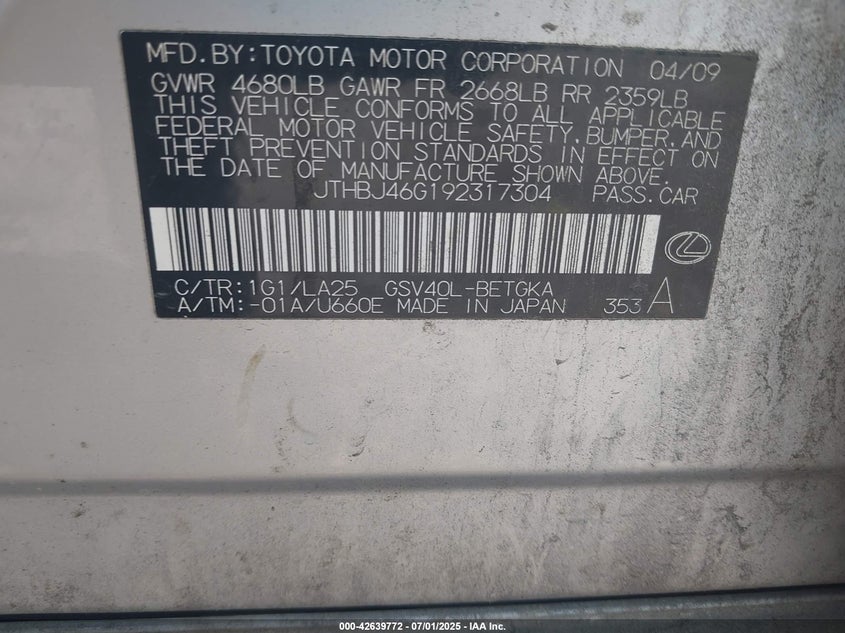 MFD.BY:TOYOTA MOTOR CORPORATION 04/09
GVWR 4680LB GAWR FR 2668LB RR 2359LB
THIS VEHICLE CONFORMS TO ALL APPLICABLE
FEDERAL MOTOR VEHICLE SAFETY,BUMPER,AND
THEFT PREVENTION STANDARDS IN EFFECT ON
THE DATE OF MANUFACTURE SHOWN ABOVE.
JTHBJ46G192317304 PASS.CAR
C/TR:1G1/LA25 GSV40L-BETGKA
A/TM:-01A/U660E MADE IN JAPAN 353 A
000-42639772 - 07/01/2025 - IAA Inc.